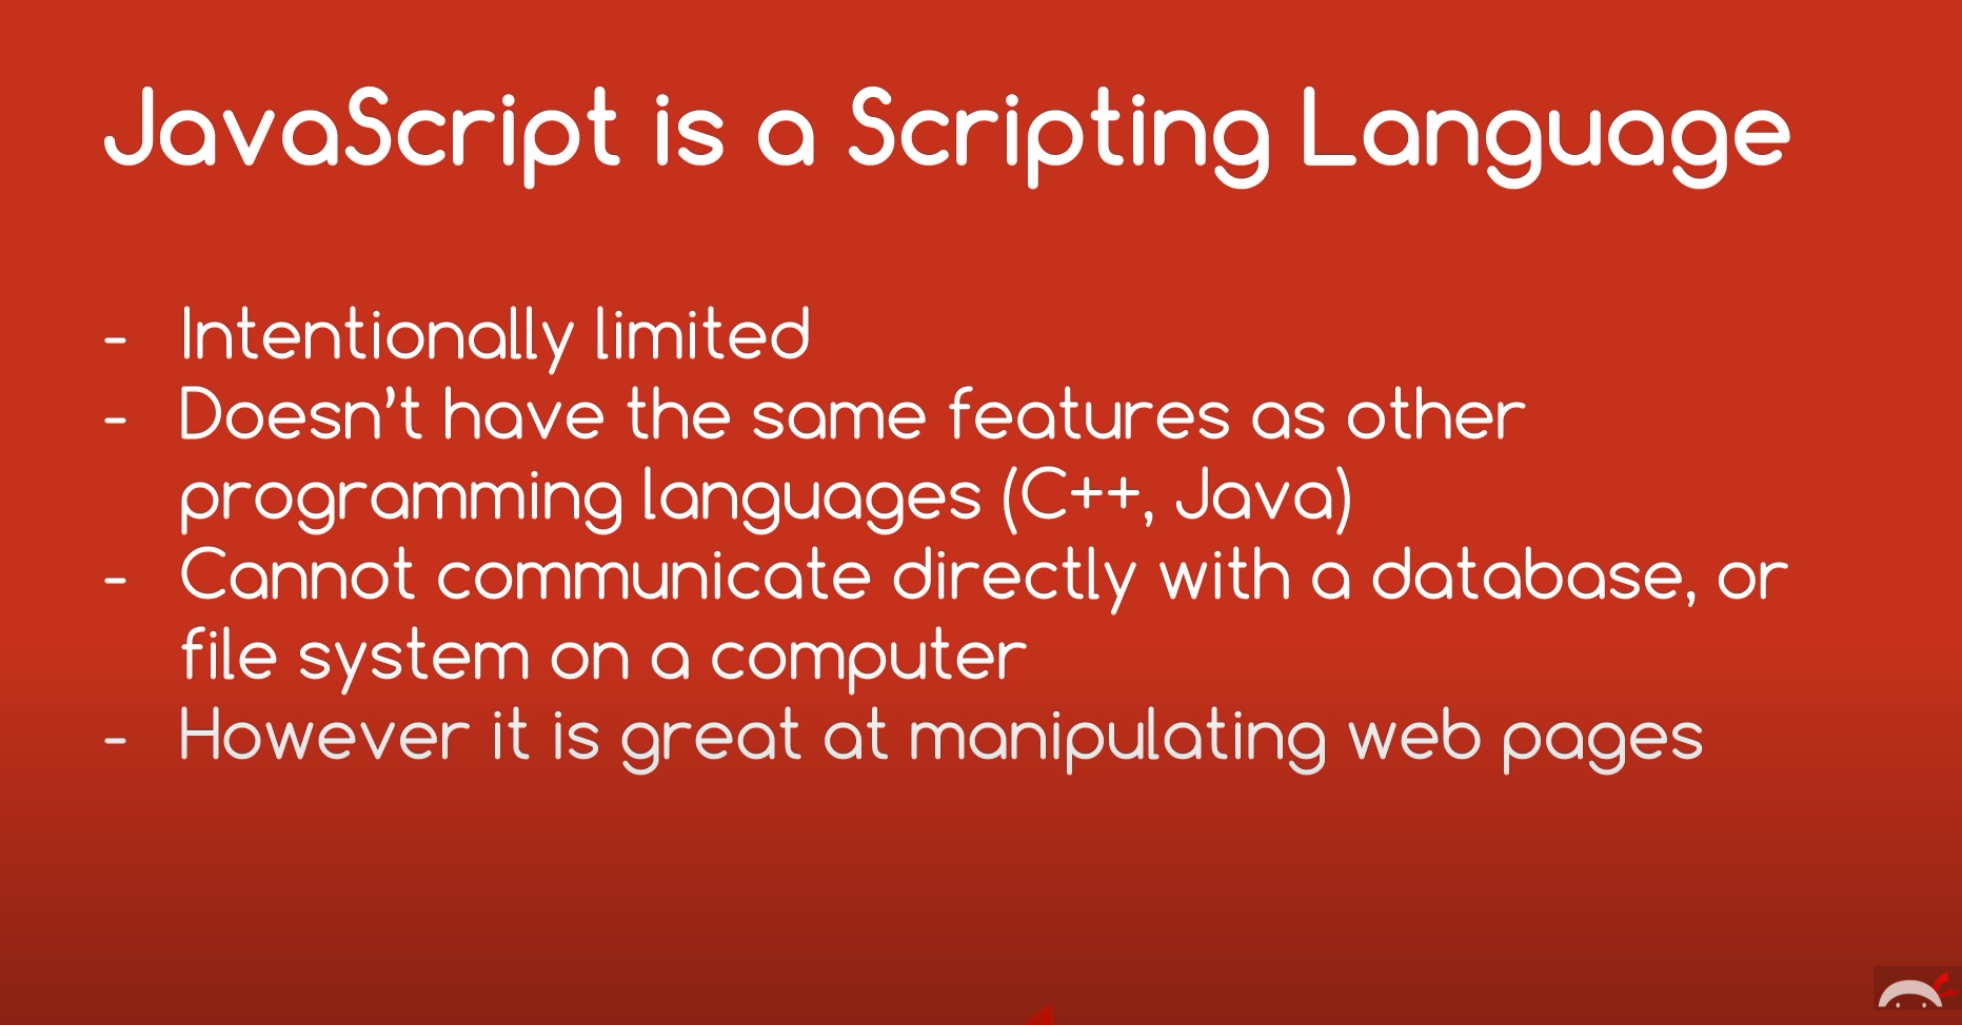 JavaScript is a Scripting Language
- Intentionally limited
- Doesn't have the same features as other
programming languages (C++, Java)
- Cannot communicate directly with a database, or
file system on a computer
- However it is great at manipulating web pages